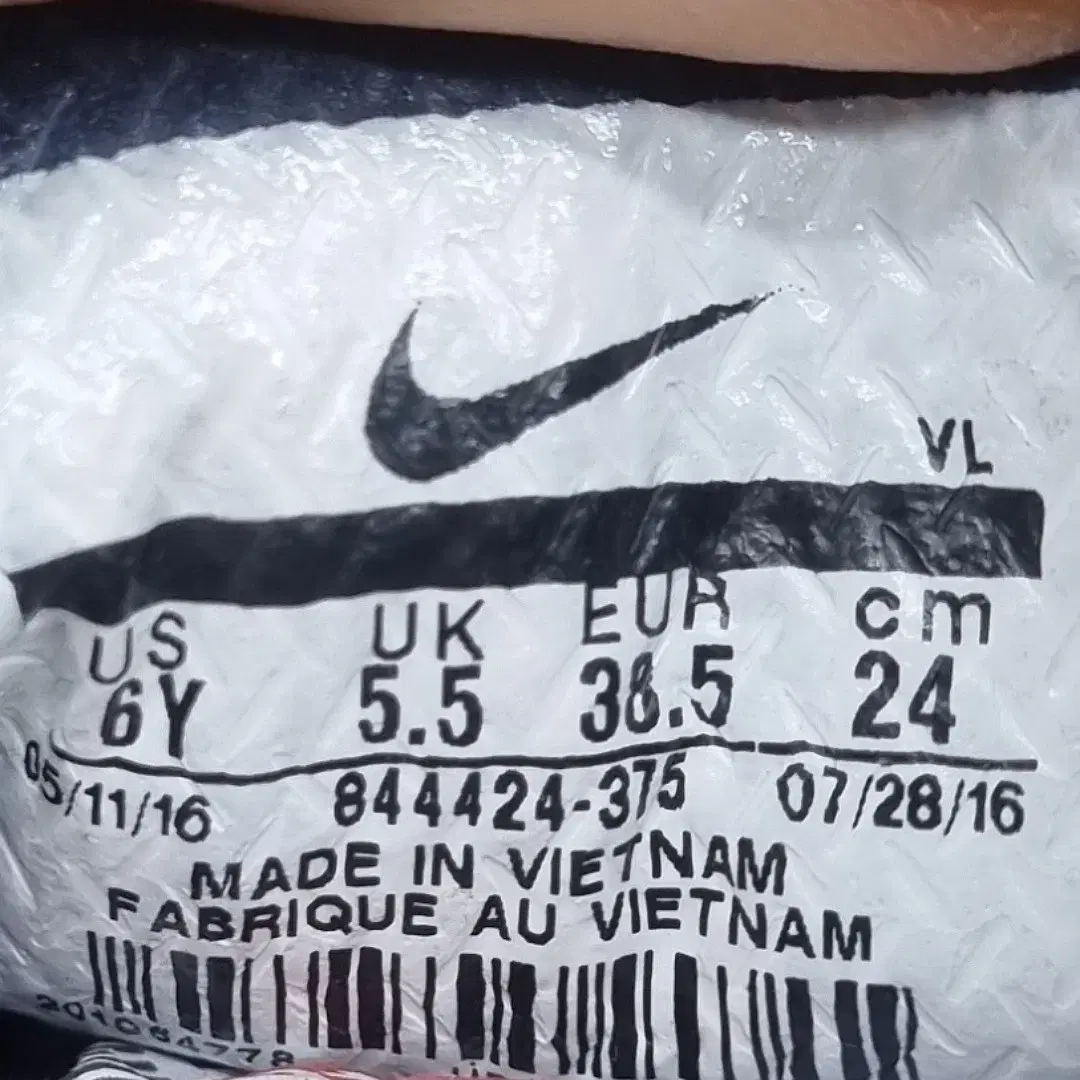 VL
US UK EUR cm
6Y 5.5 38.5 24
05/11/16 844424-375 07/28/16
MADE IN VIETNAM
FABRIQUE AU VIETNAM